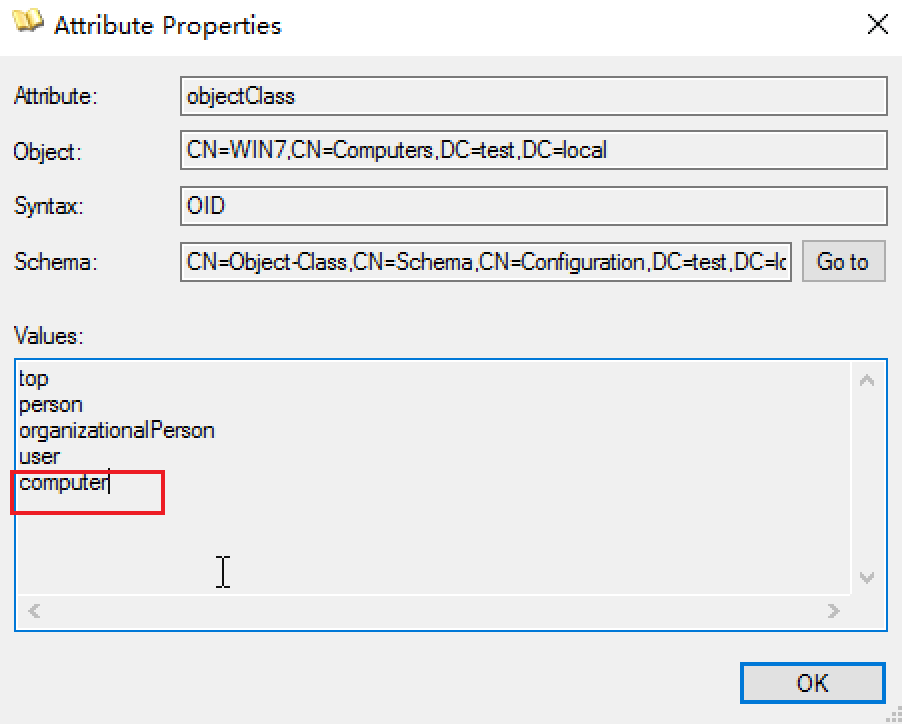 Attribute Properties
Attribute: objectClass
Object: CN=WIN7,CN=Computers,DC=test,DC=local
Syntax: OID
Schema: CN=Object-Class,CN=Schema,CN=Configuration,DC=test,DC=lc Go to
Values:
top
person
organizationalPerson
user
computer
OK